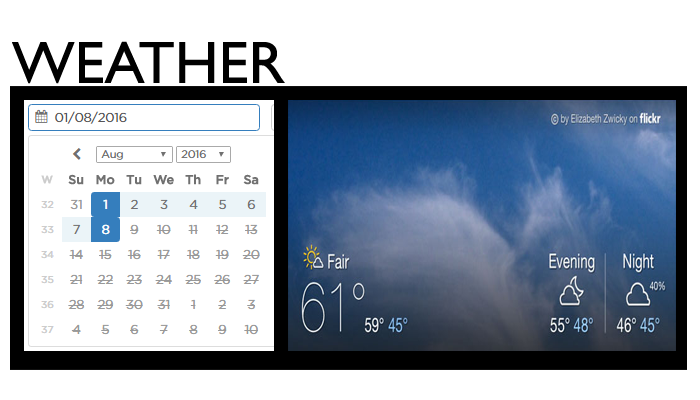 WEATHER
01/08/2016
Aug 2016
W Su Mo Tu We Th Fr Sa
32 31 1 2 3 4 5 6
33 7 8 9 10 11 12 13
34 14 15 16 17 18 19 20
35 21 22 23 24 25 26 27
36 28 29 30 31 1 2 3
37 4 5 6 7 8 9 10
© by Elizabeth Zwicky on flickr
Fair
61°
59° 45°
Evening
55° 48°
Night
40%
46° 45°